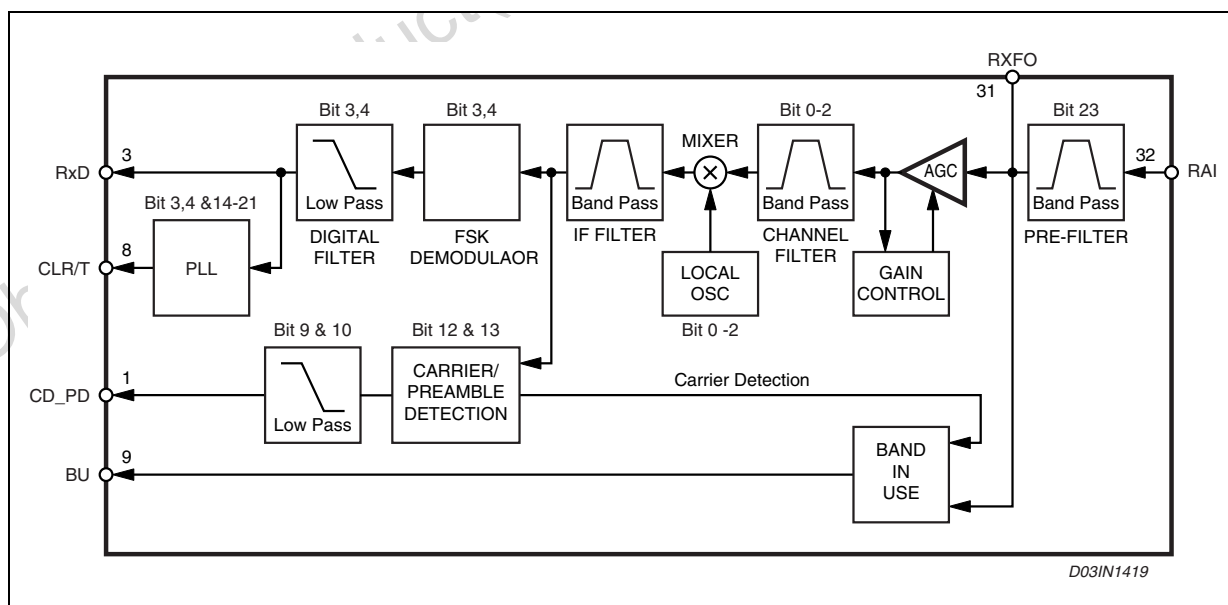 RXFO
31
Bit 3,4
Bit 3,4
Bit 0-2
Bit 23
MIXER
3
RxD
32
RAI
AGC
Low Pass
Band Pass
Band Pass
Band Pass
Bit 3,4 &14-21
DIGITAL
FILTER
FSK
DEMODULAOR
IF FILTER
CHANNEL
FILTER
PRE-FILTER
8
CLR/T
PLL
LOCAL
OSC
GAIN
CONTROL
Bit 9 & 10
Bit 12 & 13
Bit 0 -2
1
CD_PD
Low Pass
CARRIER/
PREAMBLE
DETECTION
Carrier Detection
9
BU
BAND
IN
USE
D03IN1419